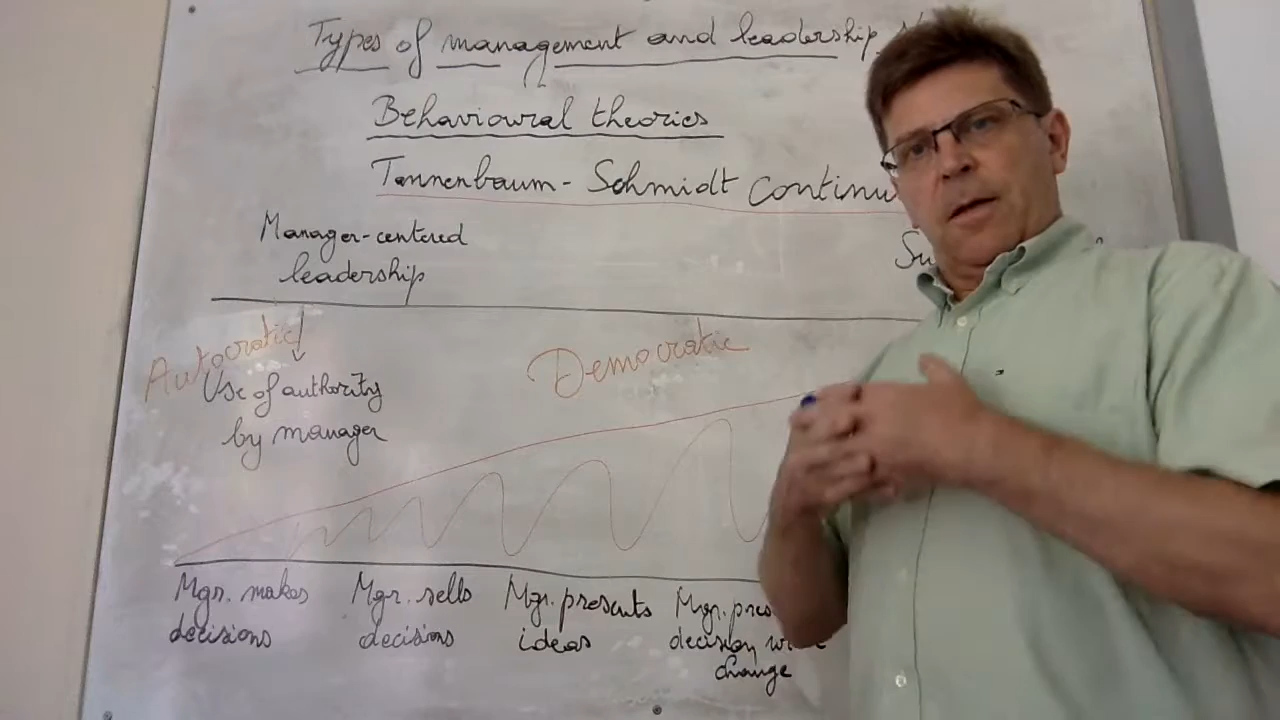 Types of management and leadership
Behavioural theories
Tannenbaum - Schmidt continu
Manager-centered
leadership
Su
Autocratic
Democratic
Use of authority
by manager
Mgr. makes
decisions
Mgr. sells
decisions
Mgr. presents
ideas
Mgr. pres
decision w
change